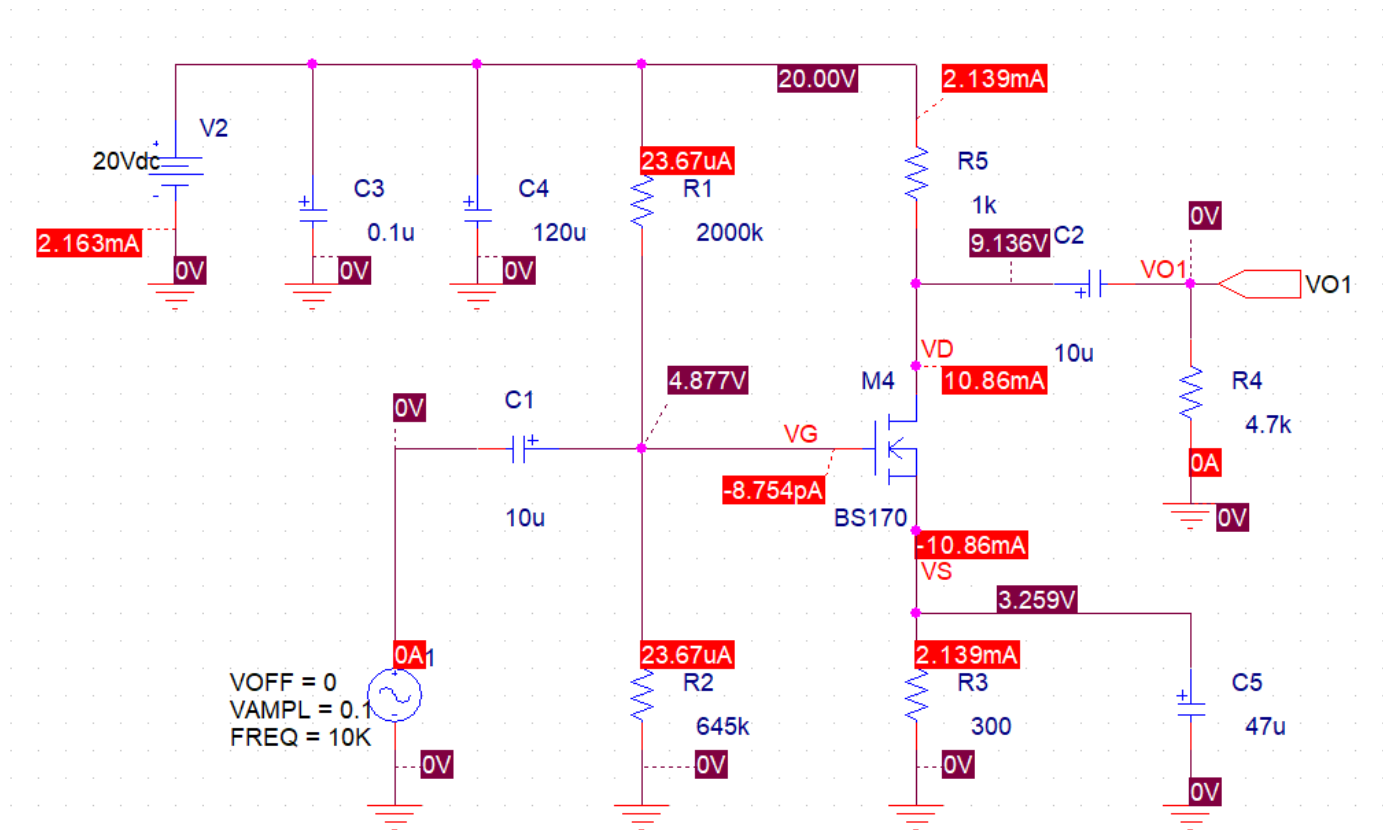 20.00V
2.139mA
V2
20Vdc
2.163mA
0V
C3
0.1u
0V
C4
120u
0V
23.67uA
R1
2000k
R5
1k
9.136V
C2
10u
0V
VO1
VO1
VD
10.86mA
M4
R4
4.7k
0A
0V
4.877V
0V
C1
10u
VG
-8.754pA
BS170
-10.86mA
VS
3.259V
0A
1
VOFF = 0
VAMPL = 0.1
FREQ = 10K
0V
23.67uA
R2
645k
0V
2.139mA
R3
300
0V
C5
47u
0V